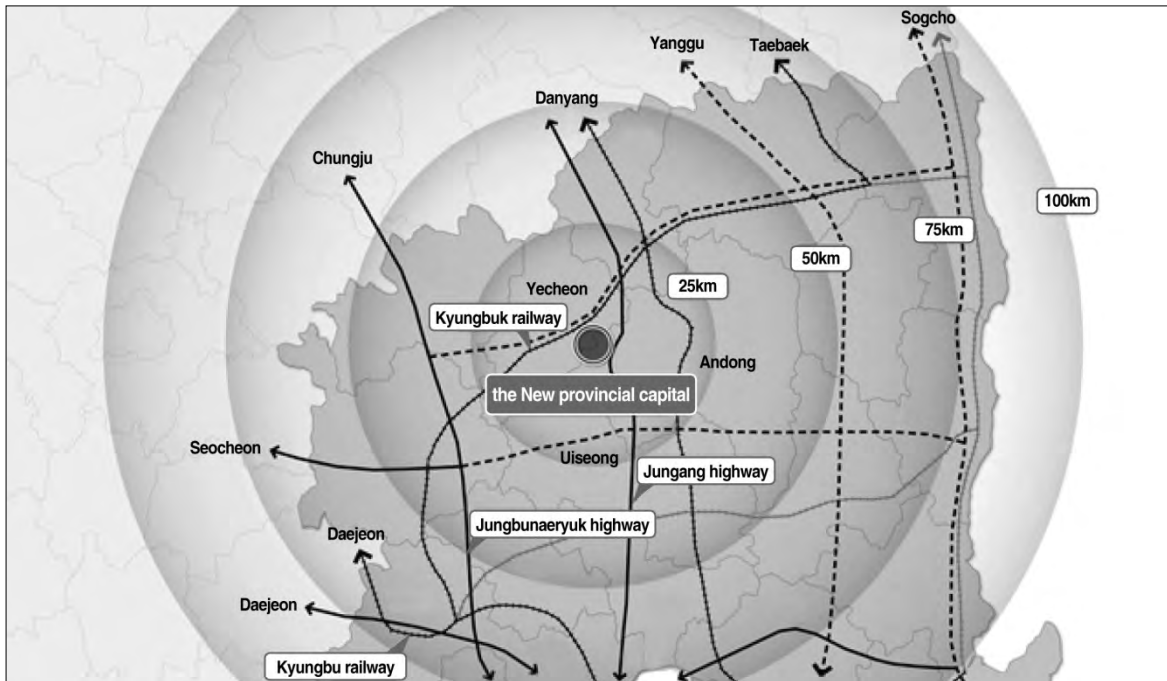 Sogcho
Yanggu
Taebaek
Danyang
Chungju
100km
75km
50km
25km
Yecheon
Kyungbuk railway
Andong
the New provincial capital
Seocheon
Uiseong
Jungang highway
Jungbunaeryuk highway
Daejeon
Daejeon
Kyungbu railway